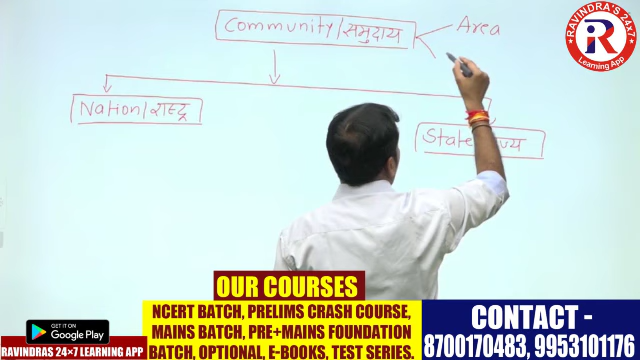 Community/समुदाय
Area
Nation/राष्ट्र
State
RAVINDRA'S 24x7
R
Learning App
OUR COURSES
NCERT BATCH, PRELIMS CRASH COURSE,
MAINS BATCH, PRE+MAINS FOUNDATION
BATCH, OPTIONAL, E-BOOKS, TEST SERIES.
CONTACT -
8700170483, 9953101176
GET IT ON
Google Play
RAVINDRAS 24×7 LEARNING APP